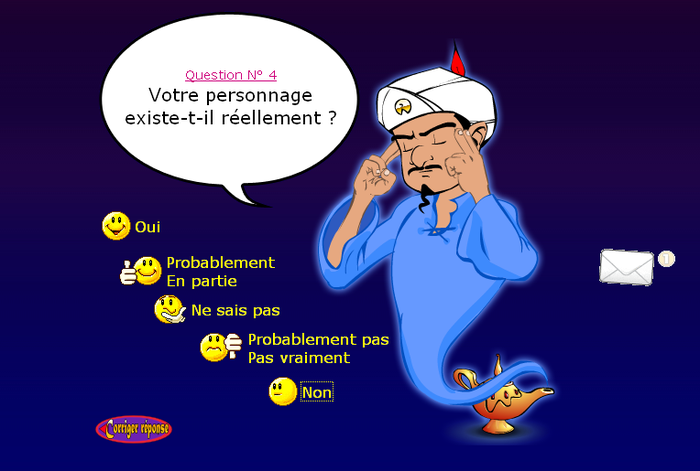 Question N° 4
Votre personnage
existe-t-il réellement ?
Oui
Probablement
En partie
Ne sais pas
Probablement pas
Pas vraiment
Non
Corriger réponse
1